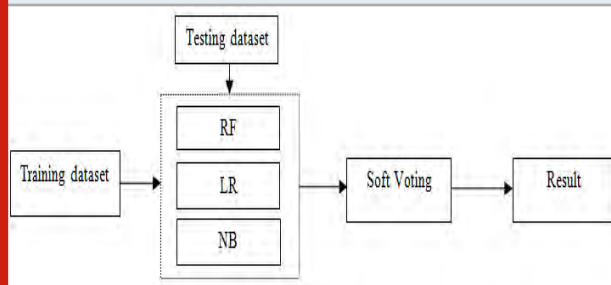 Testing dataset
RF
Training dataset
LR
Soft Voting
Result
NB